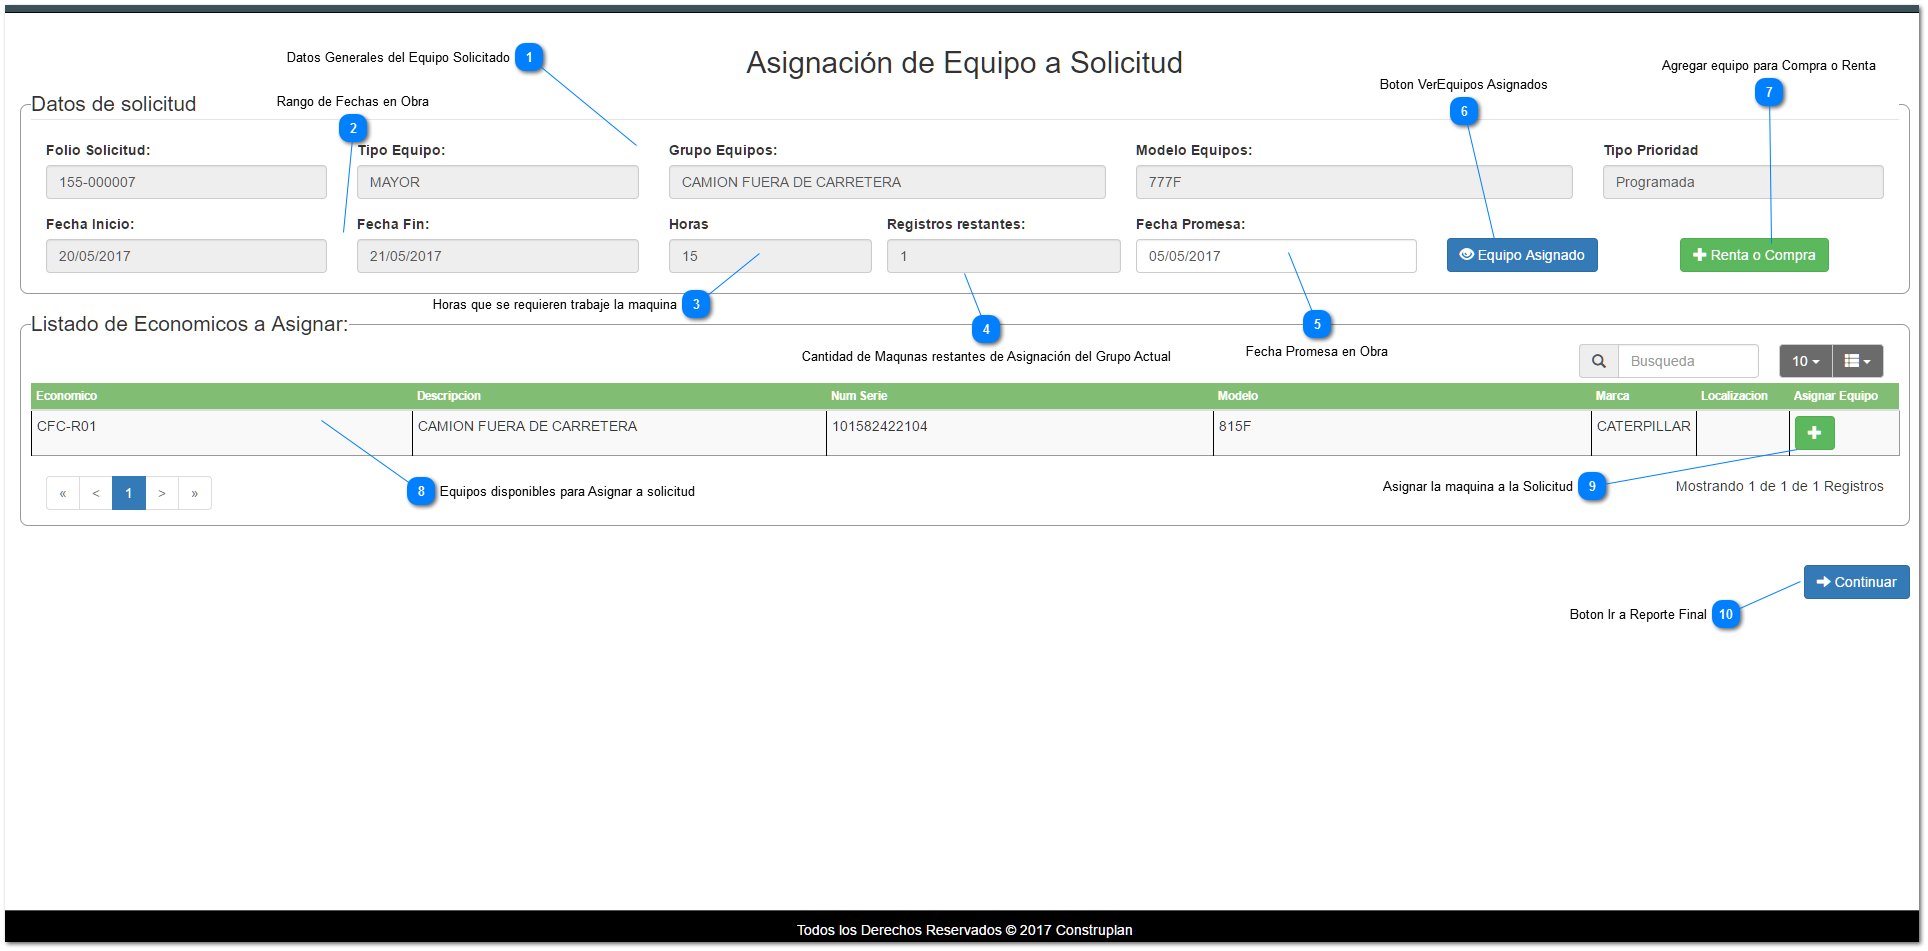 Datos Generales del Equipo Solicitado 1
Asignación de Equipo a Solicitud
Agregar equipo para Compra o Renta
7
Boton VerEquipos Asignados
6
Datos de solicitud
Rango de Fechas en Obra
2
Folio Solicitud: Tipo Equipo: Grupo Equipos: Modelo Equipos: Tipo Prioridad
155-000007 MAYOR CAMION FUERA DE CARRETERA 777F Programada
Fecha Inicio: Fecha Fin: Horas Registros restantes: Fecha Promesa:
20/05/2017 21/05/2017 15 1 05/05/2017 Equipo Asignado Renta o Compra
Horas que se requieren trabaje la maquina 3
Listado de Economicos a Asignar:
4
Cantidad de Maqunas restantes de Asignación del Grupo Actual
5
Fecha Promesa en Obra
Busqueda 10
Economico Descripcion Num Serie Modelo Marca Localizacion Asignar Equipo
CFC-R01 CAMION FUERA DE CARRETERA 101582422104 815F CATERPILLAR
« < 1 > »
8 Equipos disponibles para Asignar a solicitud
Asignar la maquina a la Solicitud 9
Mostrando 1 de 1 de 1 Registros
Continuar
Boton Ir a Reporte Final 10
Todos los Derechos Reservados © 2017 Construplan